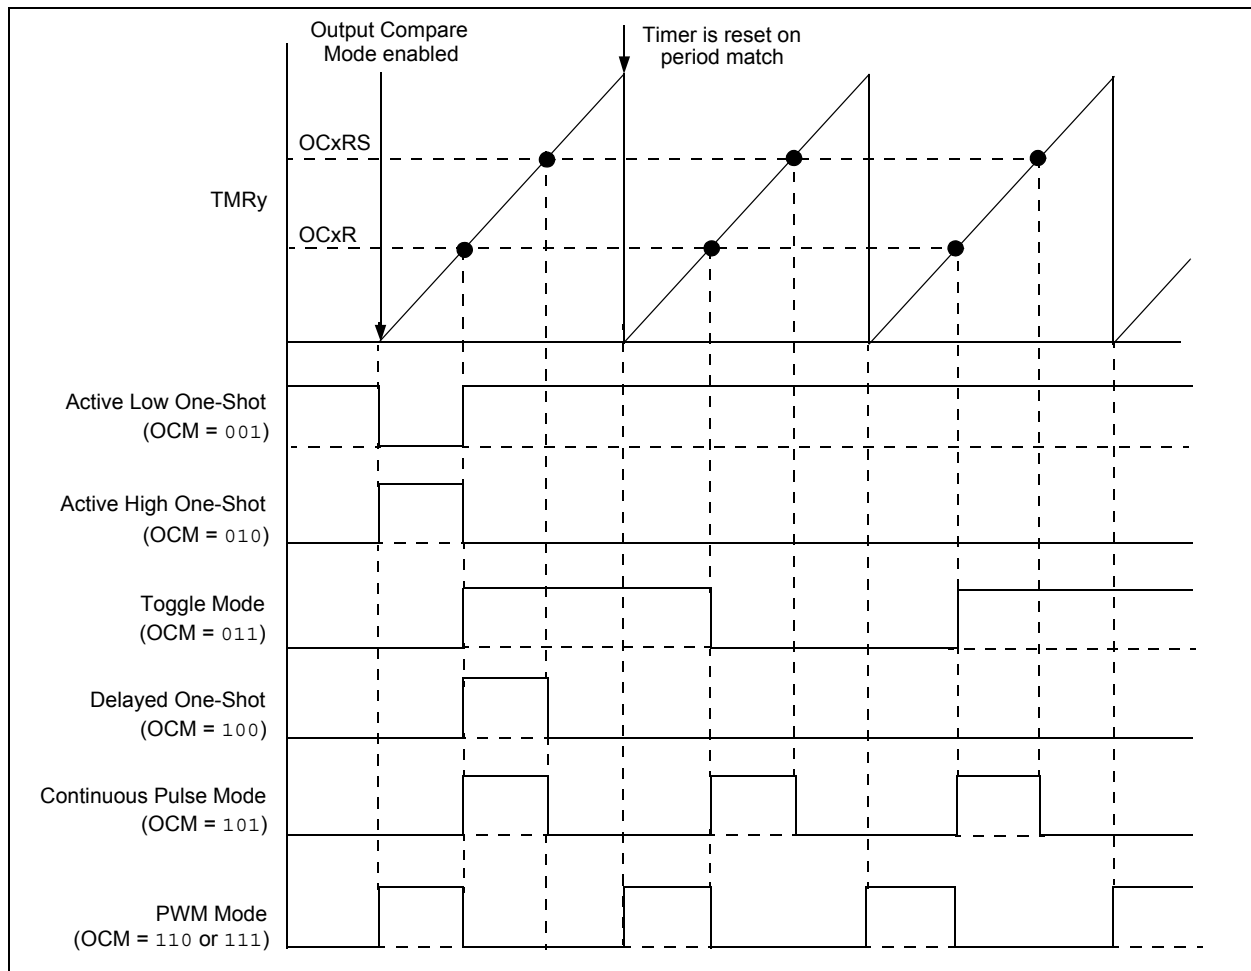 Output Compare
Mode enabled
Timer is reset on
period match
OCxRS
TMRy
OCxR
Active Low One-Shot
(OCM = 001)
Active High One-Shot
(OCM = 010)
Toggle Mode
(OCM = 011)
Delayed One-Shot
(OCM = 100)
Continuous Pulse Mode
(OCM = 101)
PWM Mode
(OCM = 110 or 111)